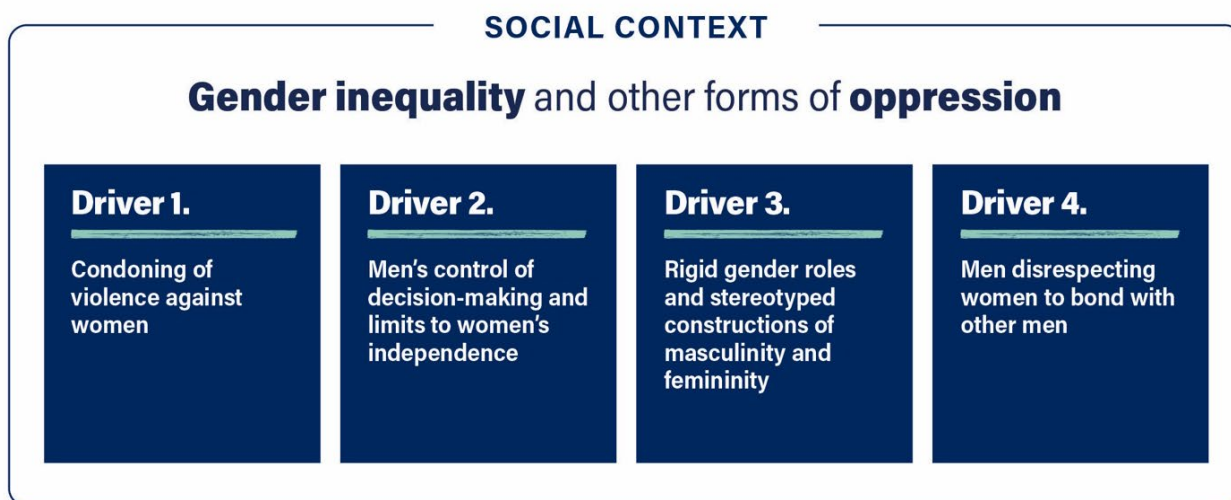 SOCIAL CONTEXT
Gender inequality and other forms of oppression
Driver 1.
Condoning of
violence against
women
Driver 2.
Men’s control of
decision-making and
limits to women’s
independence
Driver 3.
Rigid gender roles
and stereotyped
constructions of
masculinity and
femininity
Driver 4.
Men disrespecting
women to bond with
other men